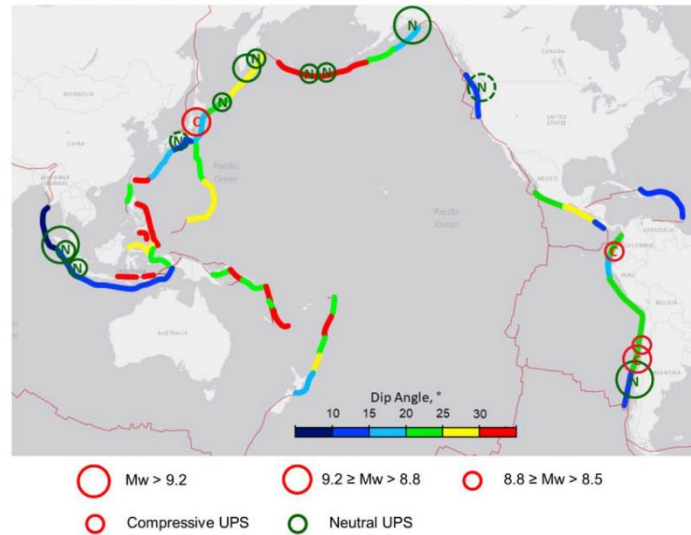 CANADA
MONGOLIA
N
N
N
N N
N
C
UNITED
STATES
CHINA
N
Pacific
Ocean
MEXICO
Pacific
Ocean
VENEZUELA
COLOMBIA
C
N
N
PERU
BOLIVIA
AUSTRALIA
C
N
ARGENTINA
Dip Angle, °
10 15 20 25 30
Mw > 9.2
9.2 ≥ Mw > 8.8
8.8 ≥ Mw > 8.5
Compressive UPS
Neutral UPS